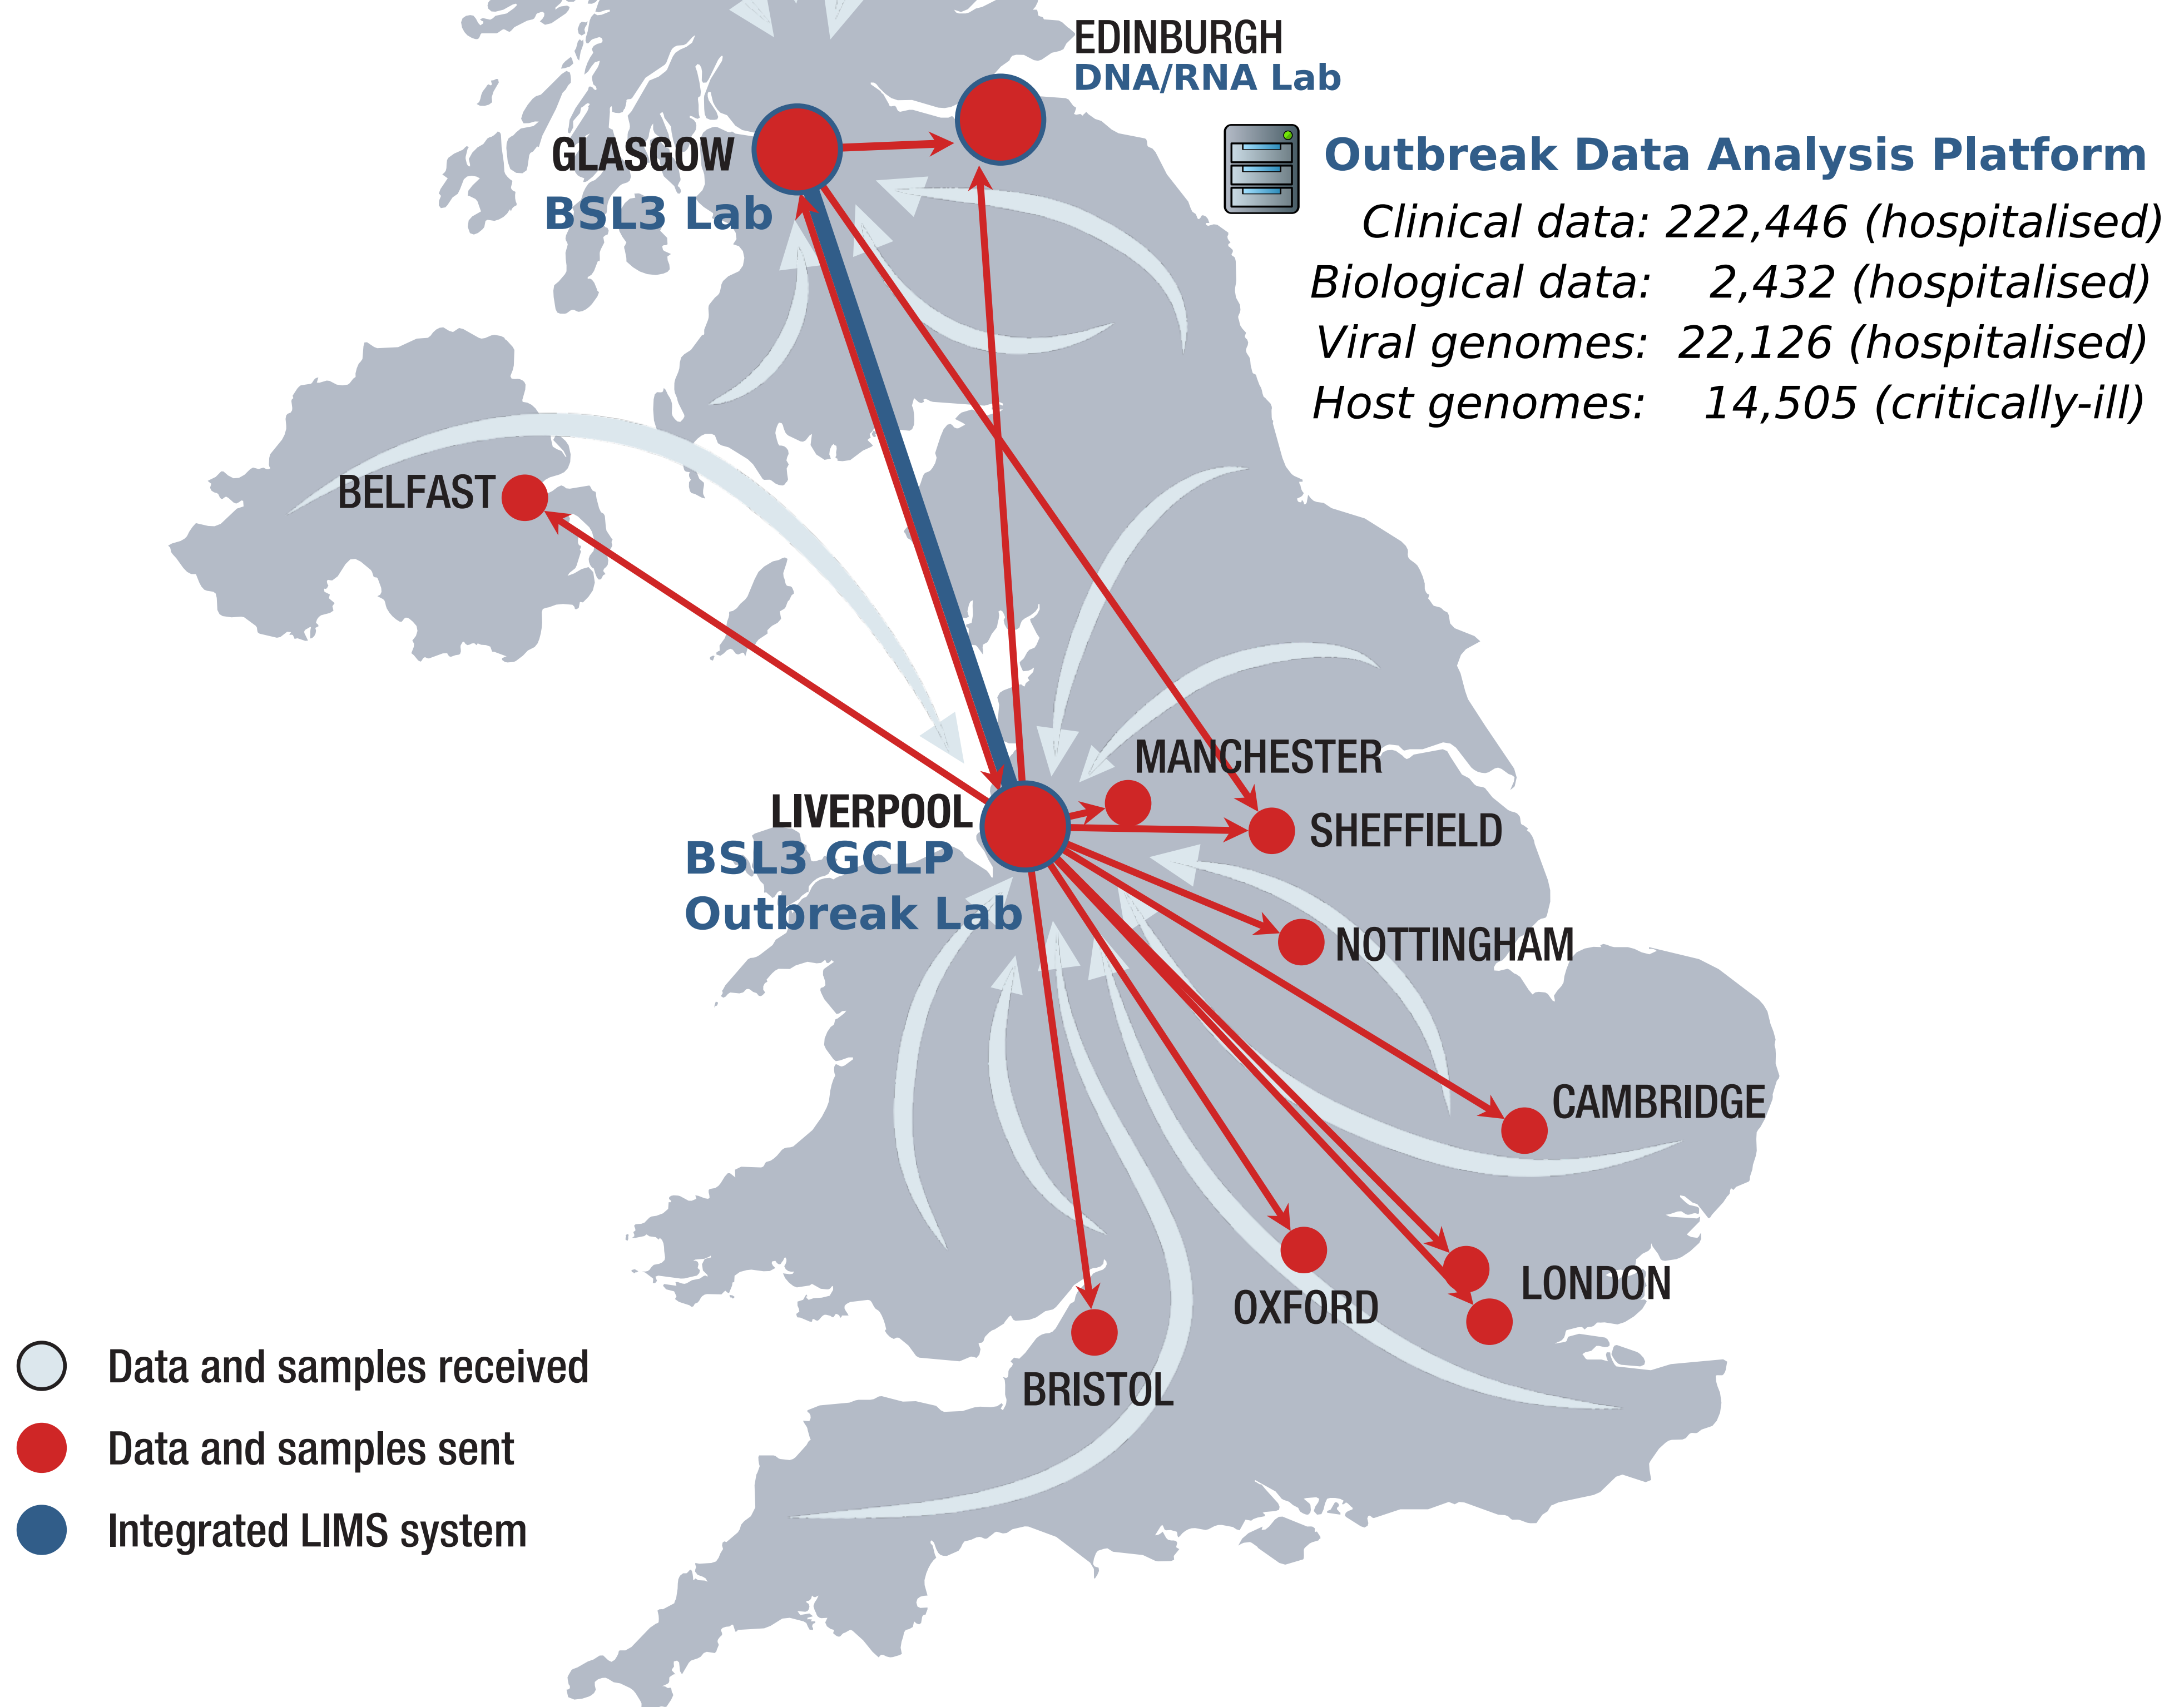 EDINBURGH
DNA/RNA Lab
GLASGOW
BSL3 Lab
Outbreak Data Analysis Platform
Clinical data: 222,446 (hospitalised)
Biological data: 2,432 (hospitalised)
Viral genomes: 22,126 (hospitalised)
Host genomes: 14,505 (critically-ill)
BELFAST
MANCHESTER
LIVERPOOL
BSL3 GCLP
Outbreak Lab
SHEFFIELD
NOTTINGHAM
CAMBRIDGE
LONDON
OXFORD
BRISTOL
Data and samples received
Data and samples sent
Integrated LIMS system